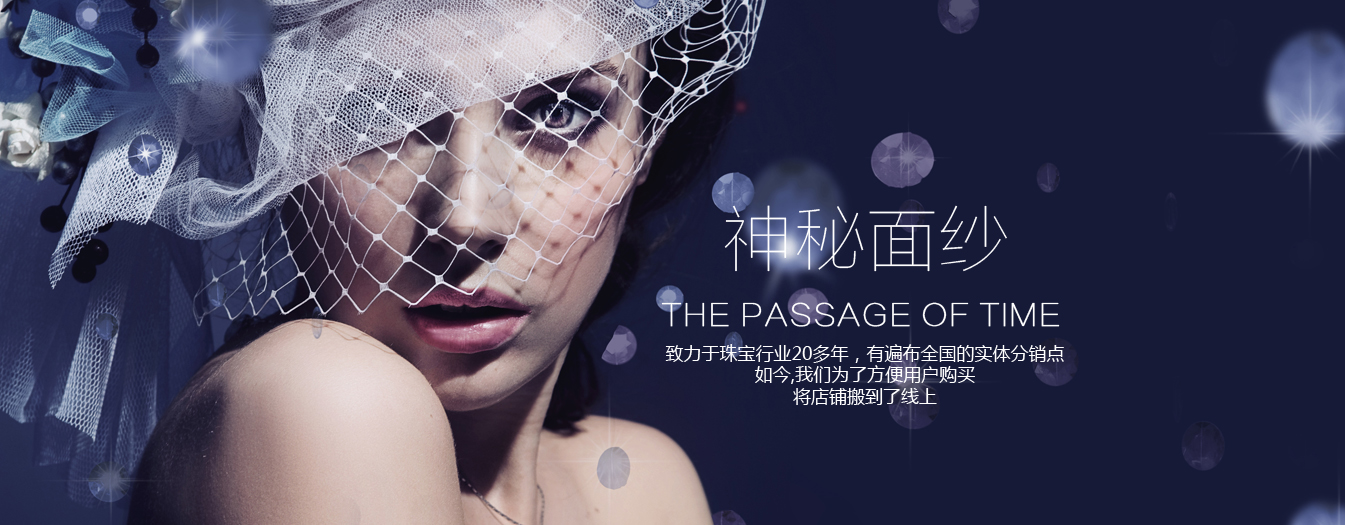 神秘面纱
THE PASSAGE OF TIME
致力于珠宝行业20多年，有遍布全国的实体分销点
如今,我们为了方便用户购买
将店铺搬到了线上